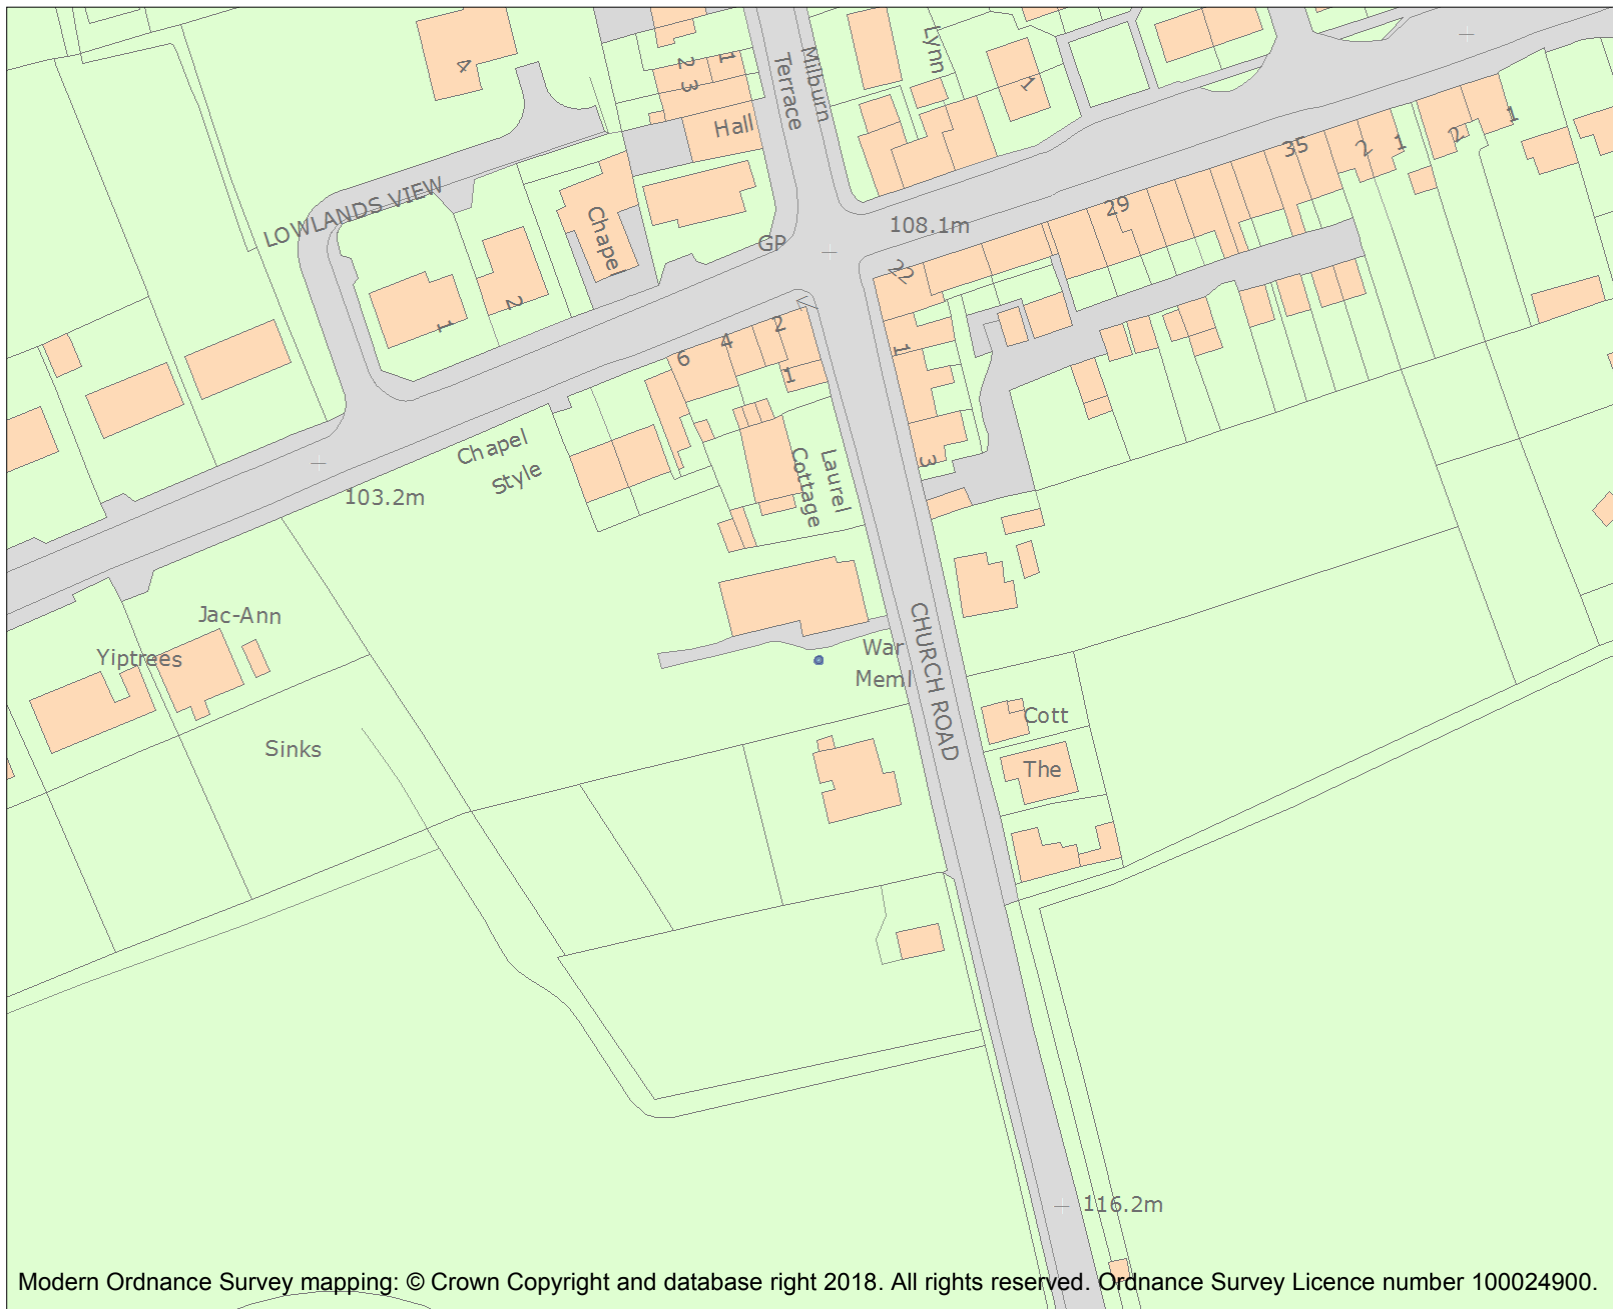 4
2
3
1
Milburn
Terrace
Lynn
1
Hall
LOWLANDS VIEW
Chapel
GP
108.1m
29
35
2
1
2
1
22
1
2
1
2
4
6
1
3
Chapel
Style
103.2m
Laurel
Cottage
Jac-Ann
Yiptrees
Sinks
War
Meml
CHURCH ROAD
Cott
The
116.2m
Modern Ordnance Survey mapping: © Crown Copyright and database right 2018. All rights reserved. Ordnance Survey Licence number 100024900.